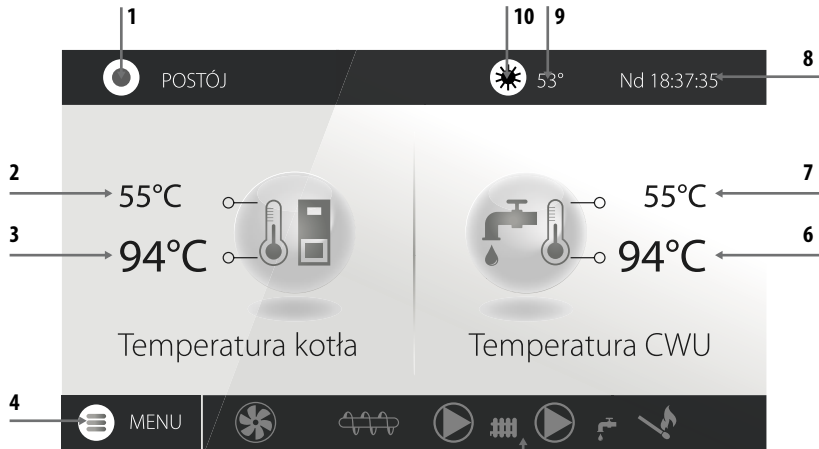 1 10 9
POSTÓJ 53° Nd 18:37:35 8
2 55°C 55°C 7
3 94°C 94°C 6
Temperatura kotła Temperatura CWU
4 MENU